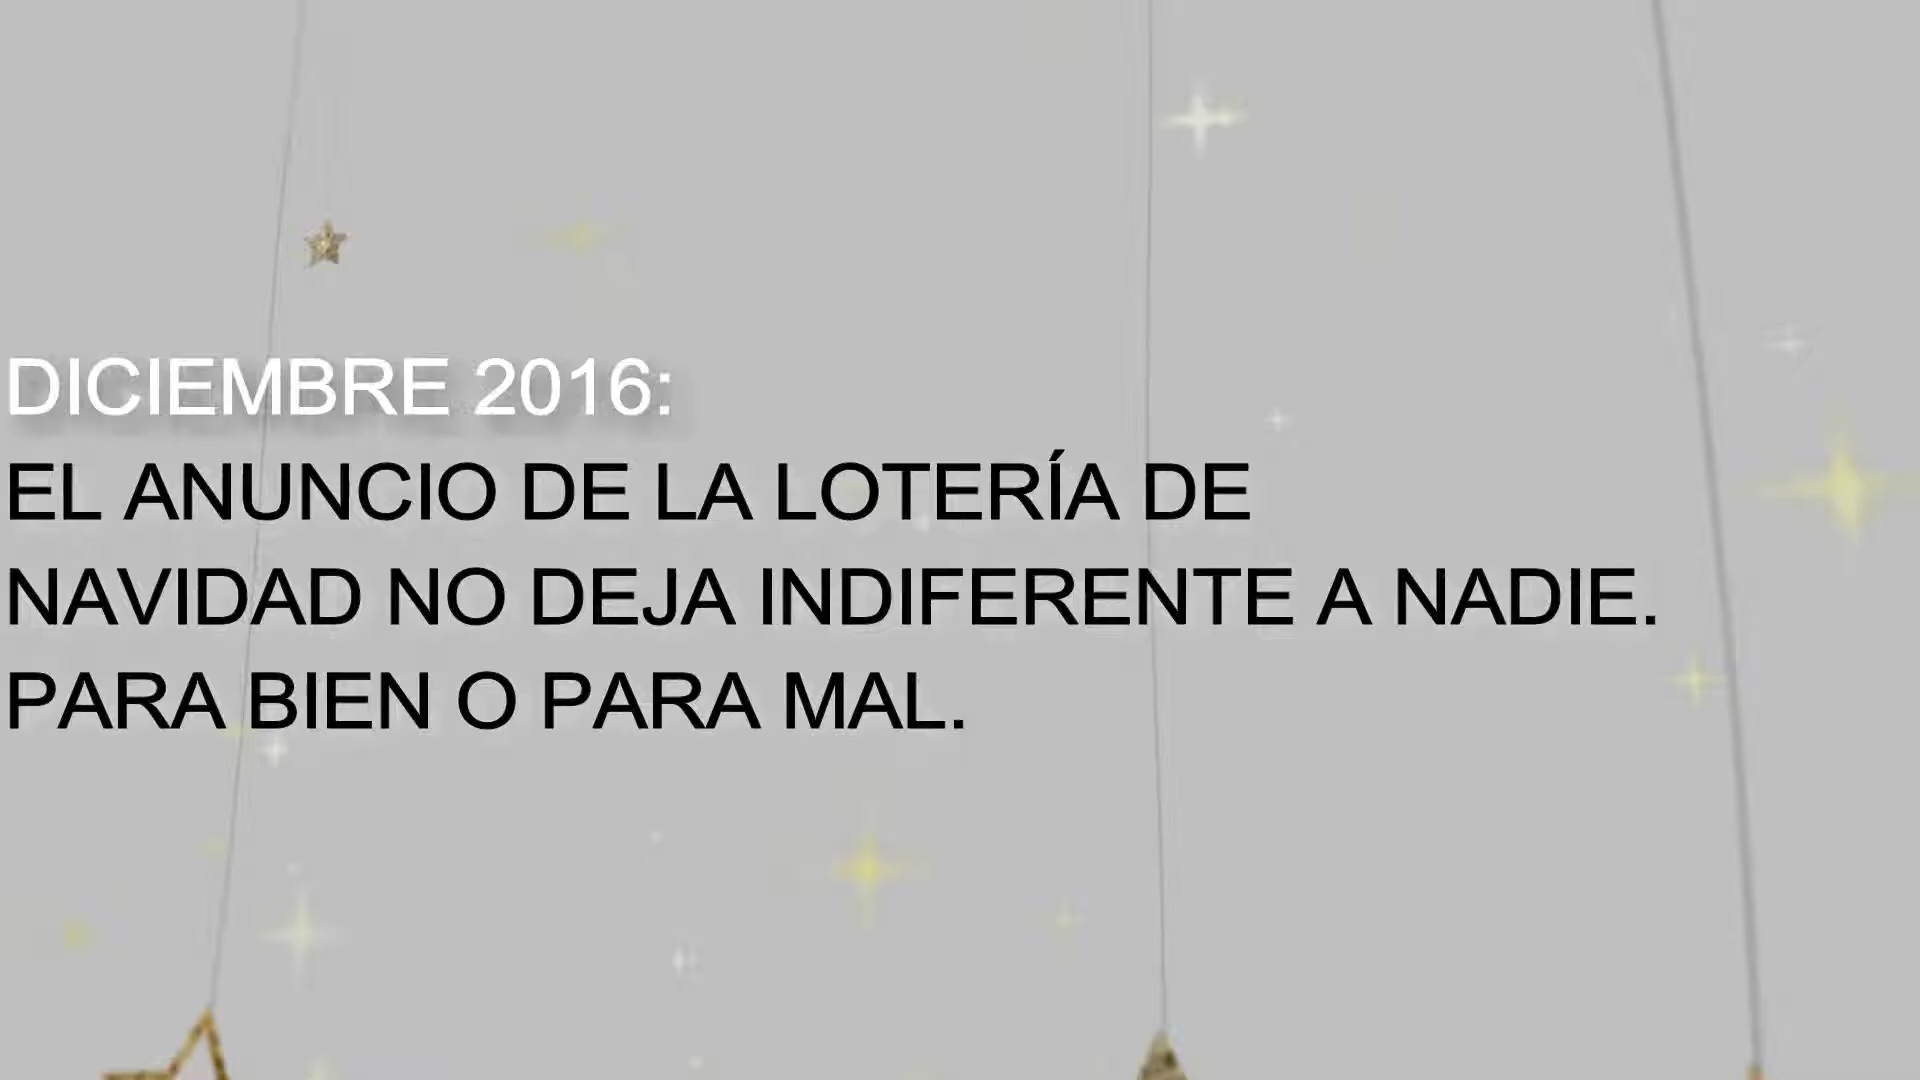 DICIEMBRE 2016:
EL ANUNCIO DE LA LOTERÍA DE
NAVIDAD NO DEJA INDIFERENTE A NADIE.
PARA BIEN O PARA MAL.